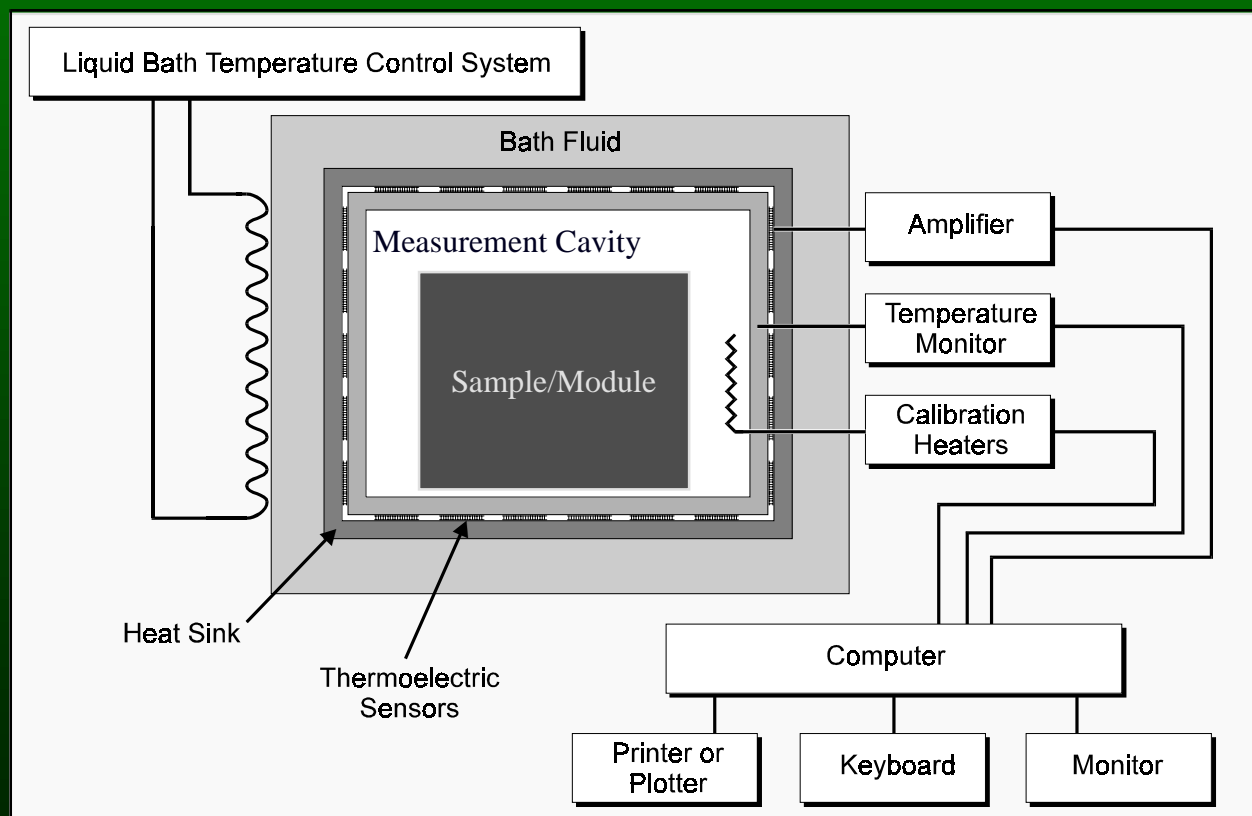 Liquid Bath Temperature Control System
Bath Fluid
Measurement Cavity
Sample/Module
Amplifier
Temperature
Monitor
Calibration
Heaters
Heat Sink
Thermoelectric
Sensors
Computer
Printer or
Plotter
Keyboard
Monitor